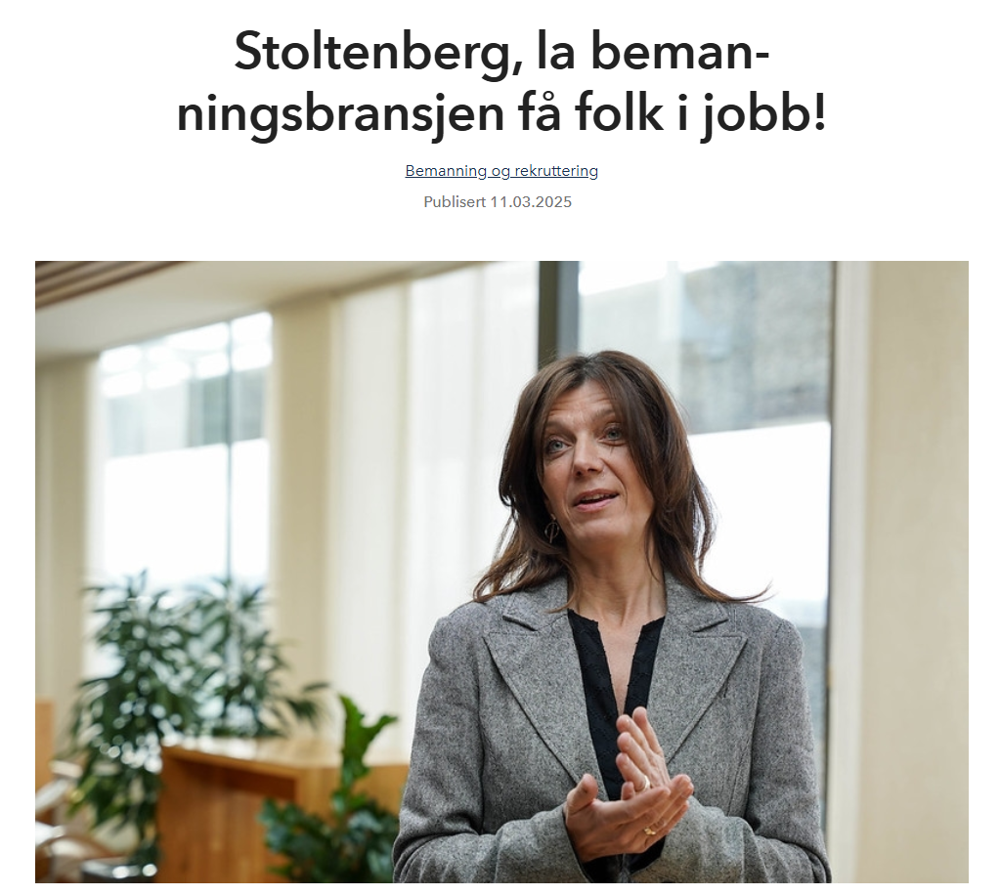 Stoltenberg, la beman-
ningsbransjen få folk i jobb!
Bemanning og rekruttering
Publisert 11.03.2025